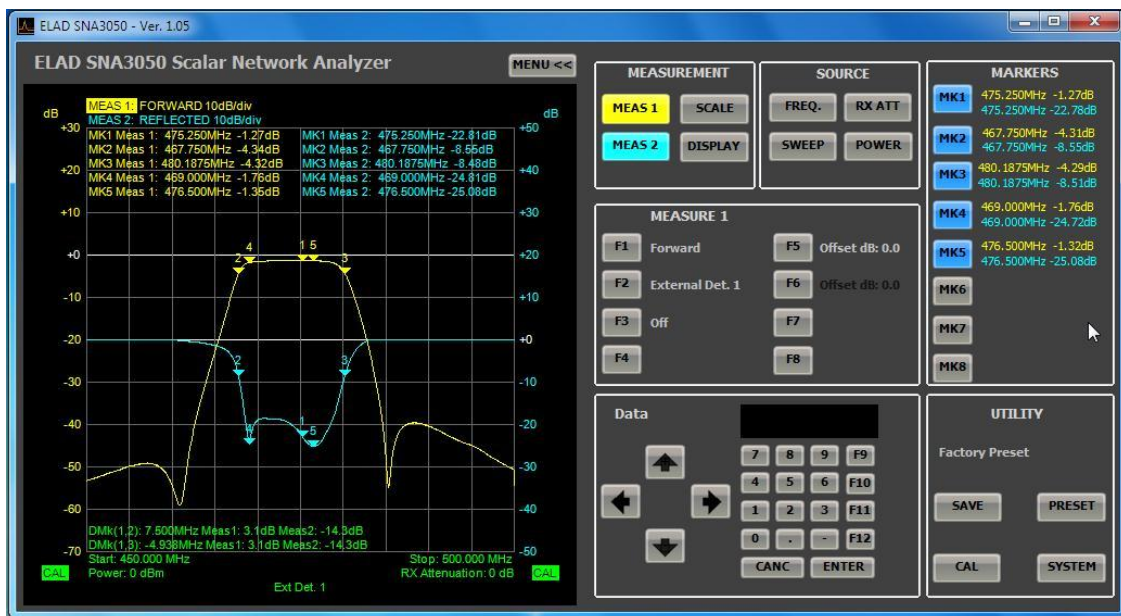 ELAD SNA3050 - Ver. 1.05
ELAD SNA3050 Scalar Network Analyzer
MENU <<
dB
MEAS 1: FORWARD 10dB/div
MEAS 2: REFLECTED 10dB/div
dB
MK1 Meas 1: 475.250MHz -1.27dB MK1 Meas 2: 475.250MHz -22.81dB
MK2 Meas 1: 467.750MHz -4.34dB MK2 Meas 2: 467.750MHz -8.55dB
MK3 Meas 1: 480.1875MHz -4.32dB MK3 Meas 2: 480.1875MHz -8.48dB
MK4 Meas 1: 469.000MHz -1.76dB MK4 Meas 2: 469.000MHz -24.81dB
MK5 Meas 1: 476.500MHz -1.35dB MK5 Meas 2: 476.500MHz -25.08dB
+30 +50
+20 +40
+10 +30
+0 +20
-10 +10
-20 +0
-30 -10
-40 -20
-50 -30
-60 -40
-70 -50
4 1 5
2 3
2 3
4 1 5
DMk(1,2): 7.500MHz Meas1: 3.1dB Meas2: -14.3dB
DMk(1,3): -4.938MHz Meas1: 3.1dB Meas2: -14.3dB
Start: 450.000 MHz Stop: 500.000 MHz
CAL Power: 0 dBm RX Attenuation: 0 dB CAL
Ext Det. 1
MEASUREMENT
MEAS 1 SCALE
MEAS 2 DISPLAY
SOURCE
FREQ. RX ATT
SWEEP POWER
MARKERS
MK1 475.250MHz -1.27dB
475.250MHz -22.78dB
MK2 467.750MHz -4.31dB
467.750MHz -8.55dB
MK3 480.1875MHz -4.29dB
480.1875MHz -8.51dB
MK4 469.000MHz -1.76dB
469.000MHz -24.72dB
MK5 476.500MHz -1.32dB
476.500MHz -25.08dB
MK6
MK7
MK8
MEASURE 1
F1 Forward F5 Offset dB: 0.0
F2 External Det. 1 F6 Offset dB: 0.0
F3 Off F7
F4 F8
Data
7 8 9 F9
4 5 6 F10
1 2 3 F11
0 . - F12
CANC ENTER
UTILITY
Factory Preset
SAVE PRESET
CAL SYSTEM